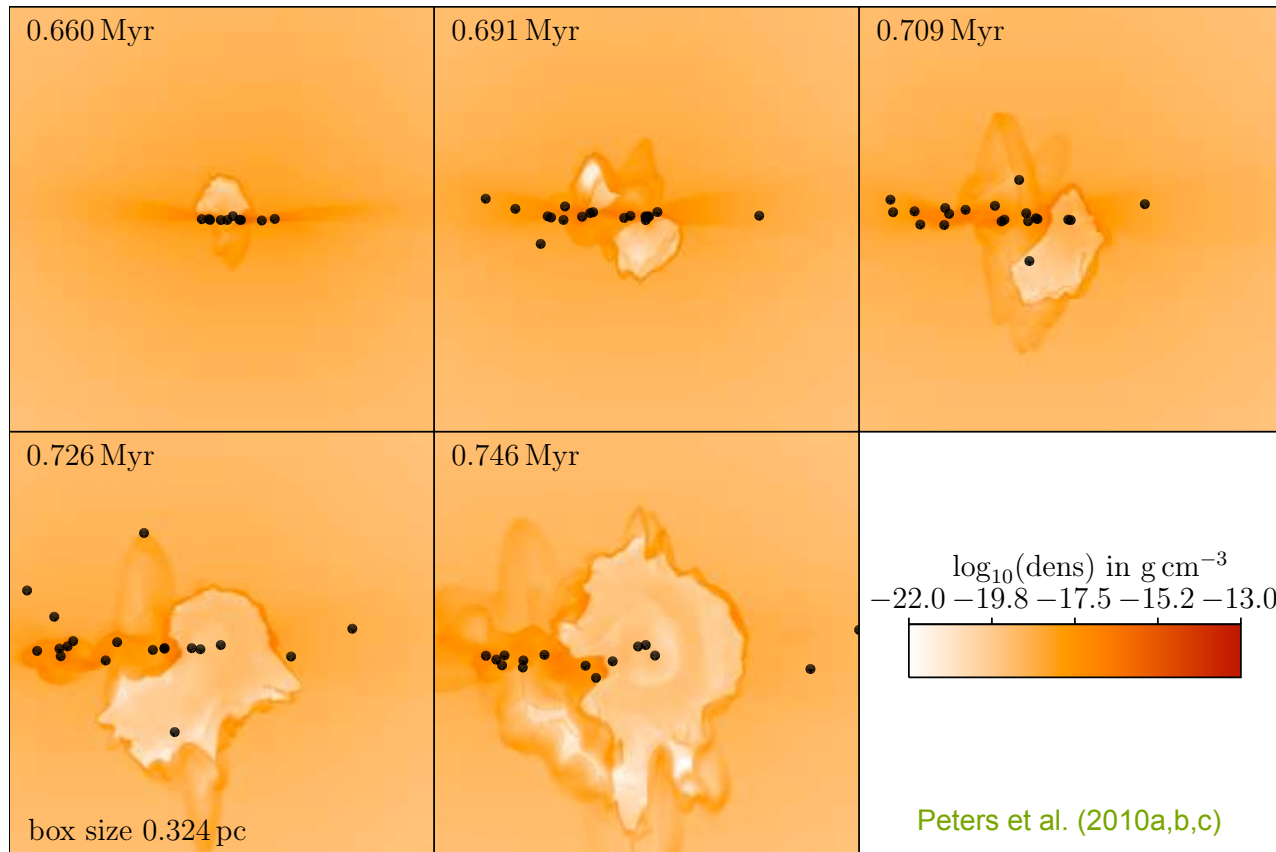 0.660 Myr
0.691 Myr
0.709 Myr
0.726 Myr
0.746 Myr
box size 0.324 pc
log₁₀(dens) in g cm⁻³
−22.0 −19.8 −17.5 −15.2 −13.0
Peters et al. (2010a,b,c)